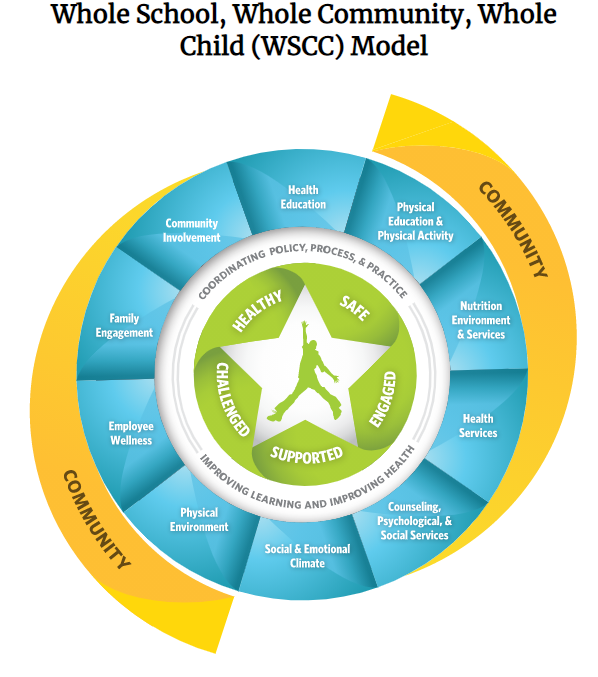 Whole School, Whole Community, Whole
Child (WSCC) Model
COMMUNITY
Health
Education
Physical
Education &
Physical Activity
Nutrition
Environment
& Services
Health
Services
Counseling,
Psychological, &
Social Services
Social & Emotional
Climate
Physical
Environment
Employee
Wellness
Family
Engagement
Community
Involvement
COORDINATING POLICY, PROCESS, & PRACTICE
IMPROVING LEARNING AND IMPROVING HEALTH
HEALTHY
SAFE
ENGAGED
SUPPORTED
CHALLENGED
COMMUNITY